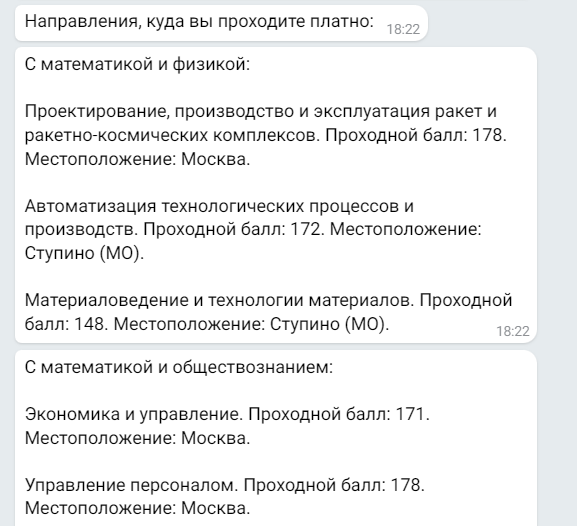 Направления, куда вы проходите платно:
18:22
С математикой и физикой:
Проектирование, производство и эксплуатация ракет и
ракетно-космических комплексов. Проходной балл: 178.
Местоположение: Москва.
Автоматизация технологических процессов и
производств. Проходной балл: 172. Местоположение:
Ступино (МО).
Материаловедение и технологии материалов. Проходной
балл: 148. Местоположение: Ступино (МО).
18:22
С математикой и обществознанием:
Экономика и управление. Проходной балл: 171.
Местоположение: Москва.
Управление персоналом. Проходной балл: 178.
Местоположение: Москва.